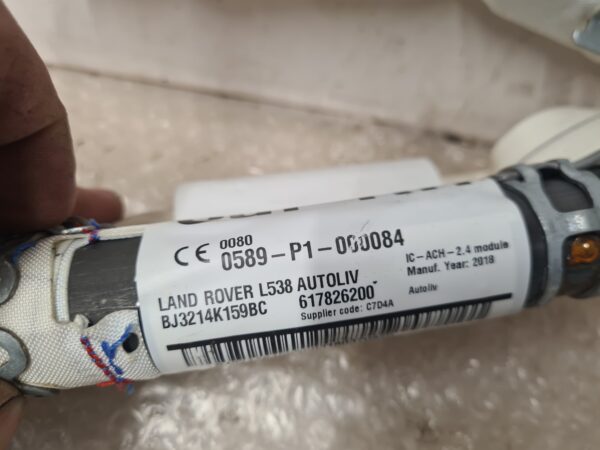 CE 0080
0589-P1-000084
IC-ACH-2.4 module
Manuf. Year: 2018
LAND ROVER L538 AUTOLIV
BJ3214K159BC 617826200
Autoliv
Supplier code: C7D4A